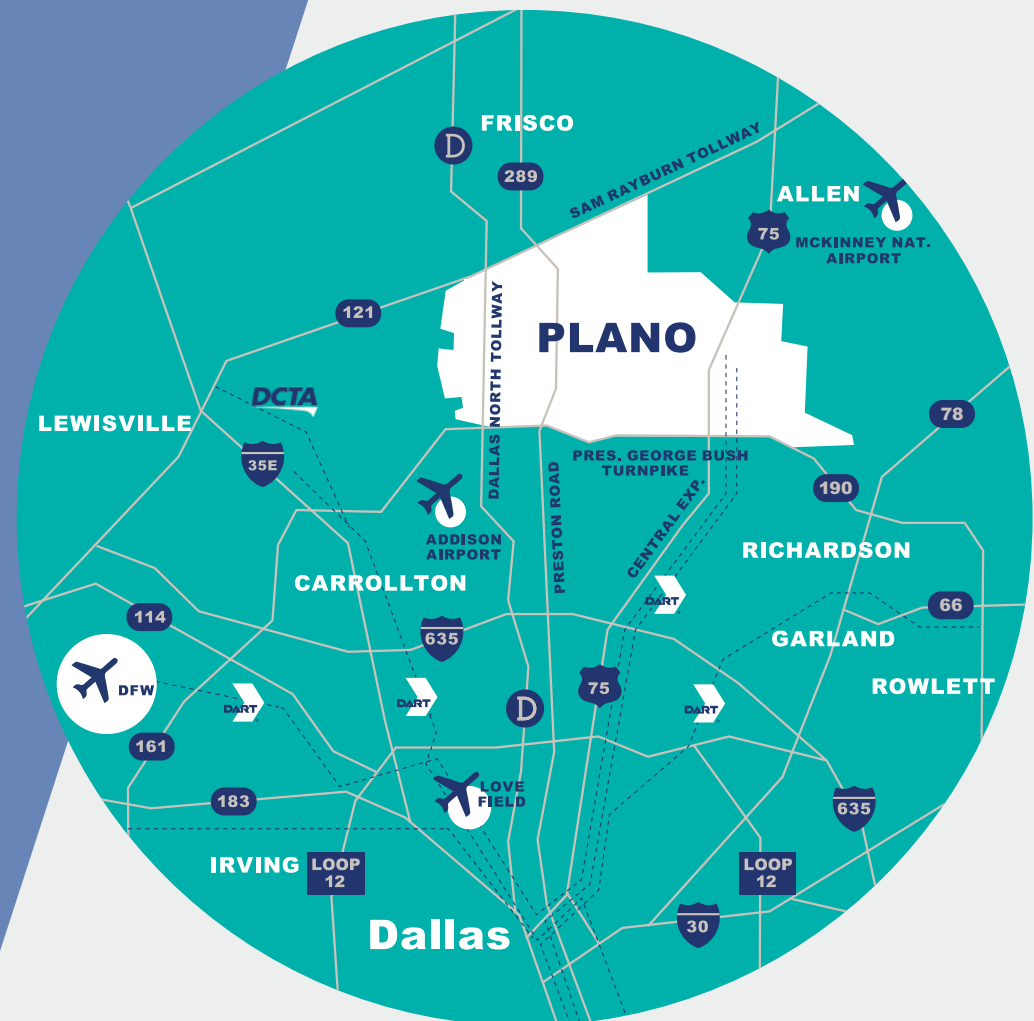 FRISCO
D
289
SAM RAYBURN TOLLWAY
ALLEN
75
MCKINNEY NAT.
AIRPORT
121
DALLAS NORTH TOLLWAY
PLANO
DCTA
LEWISVILLE
78
35E
PRES. GEORGE BUSH
TURNPIKE
190
ADDISON
AIRPORT
PRESTON ROAD
CENTRAL EXP.
RICHARDSON
CARROLLTON
DART
66
114
635
GARLAND
DFW
DART
DART
D
75
DART
ROWLETT
161
183
LOVE
FIELD
635
IRVING
LOOP
12
LOOP
12
Dallas
30